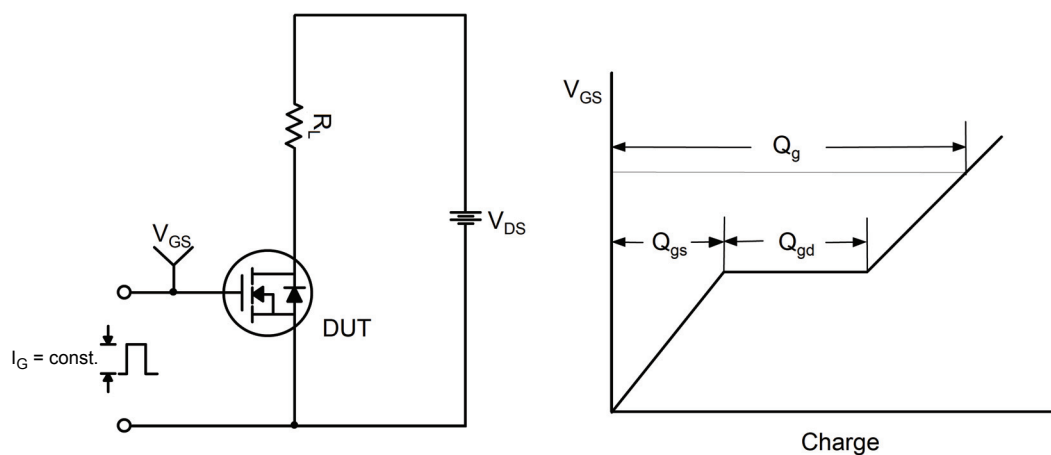 R_L
V_DS
V_GS
DUT
I_G = const.
V_GS
Q_g
Q_gs
Q_gd
Charge